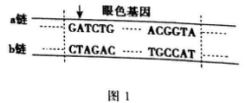 眼色基因
a链 GATCTG …… ACGGTA
b链 CTAGAC …… TGCCAT
图 1